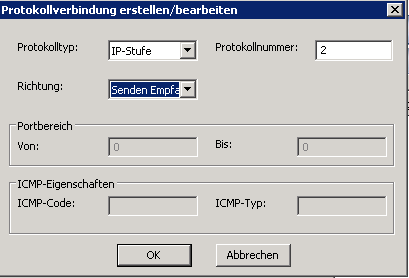 Protokollverbindung erstellen/bearbeiten
Protokolltyp: IP-Stufe Protokollnummer: 2
Richtung: Senden Empfa
Portbereich
Von: 0 Bis: 0
ICMP-Eigenschaften
ICMP-Code: ICMP-Typ:
OK Abbrechen